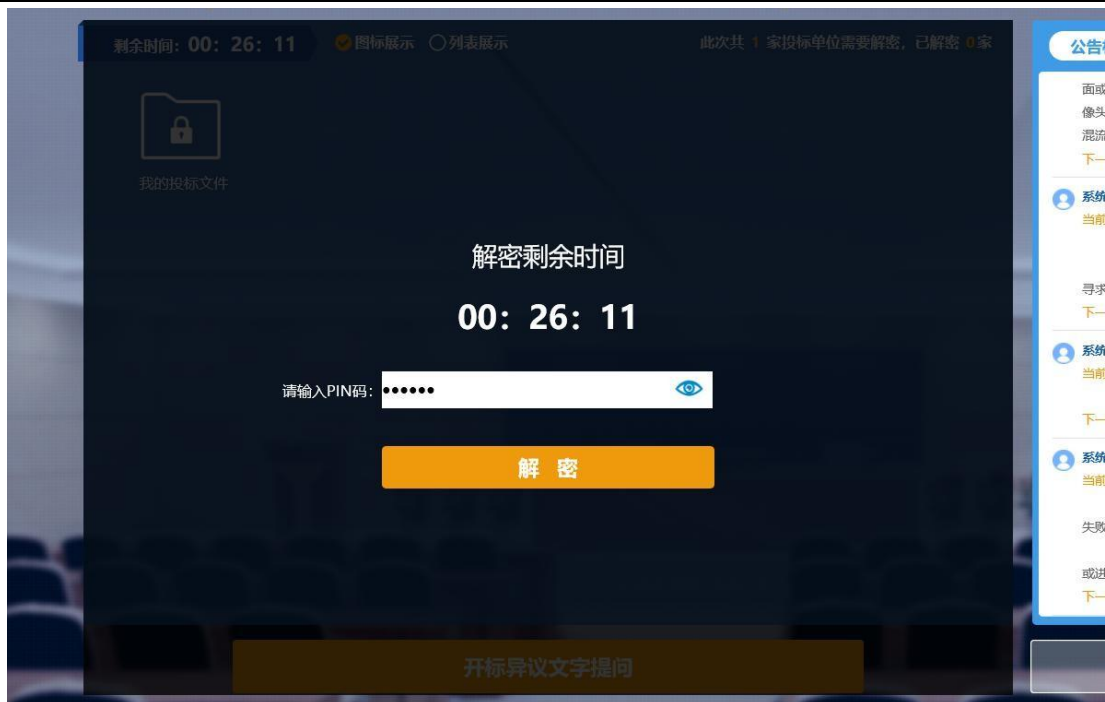 剩余时间：00：26：11 图标展示 列表展示 此次共 1 家投标单位需要解密，已解密 0 家
我的投标文件
解密剩余时间
00：26：11
请输入PIN码：••••••
解 密
开标异议文字提问
公告
面或
像头
混流
下一
系统
当前
寻求
下一
系统
当前
下一
系统
当前
失败
或进
下一